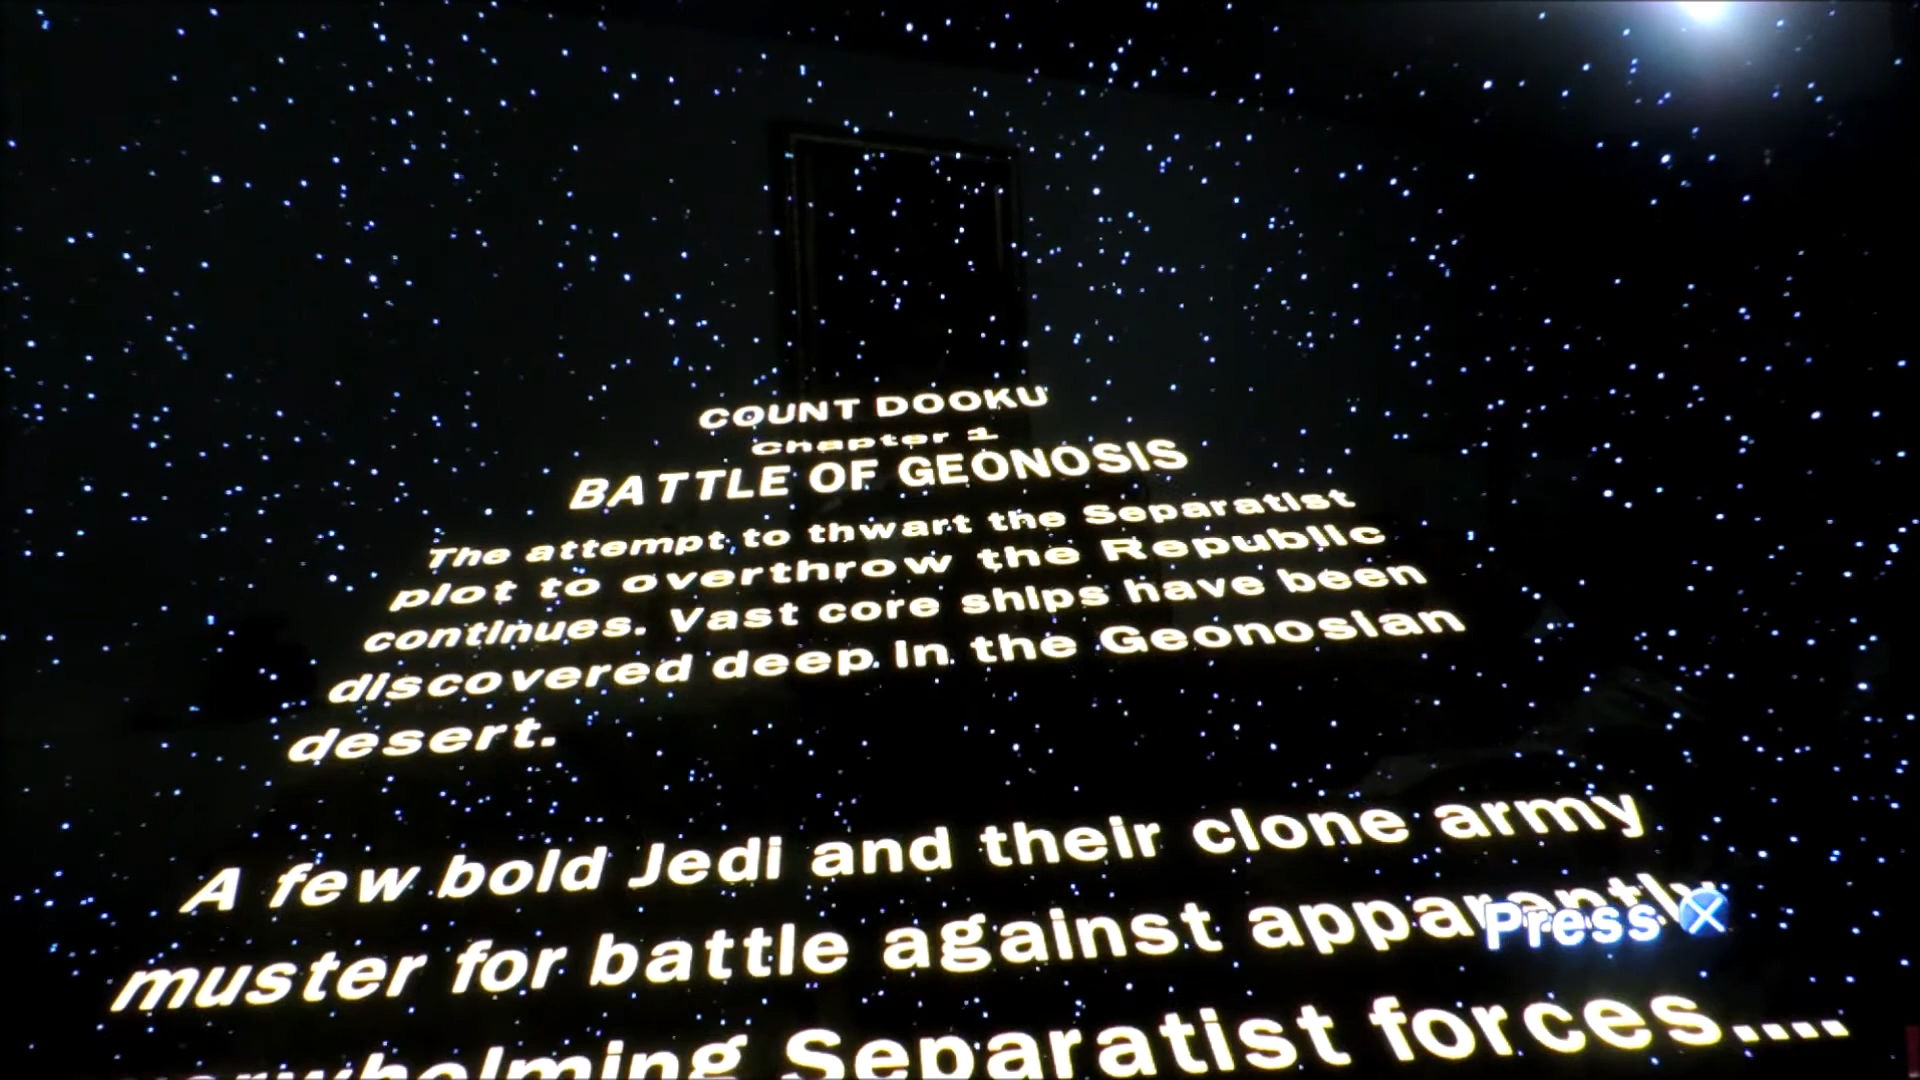 COUNT DOOKU
Chapter 1
BATTLE OF GEONOSIS
The attempt to thwart the Separatist
plot to overthrow the Republic
continues. Vast core ships have been
discovered deep in the Geonosian
desert.
A few bold Jedi and their clone army
muster for battle against apparently
Press X
overwhelming Separatist forces....